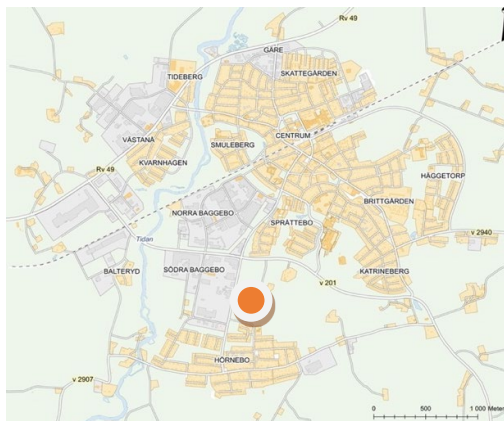 Rv 49
GÄRE
SKATTEGÅRDEN
TIDEBERG
CENTRUM
VÄSTANÅ
SMULEBERG
KVARNHAGEN
Rv 49
HÄGGETORP
BRITTGÅRDEN
NORRA BAGGEBO
SPRÄTTEBO
v 2940
Tidan
SÖDRA BAGGEBO
BALTERYD
KATRINEBERG
v 201
HÖRNEBO
v 2907
0 500 1 000 Meter